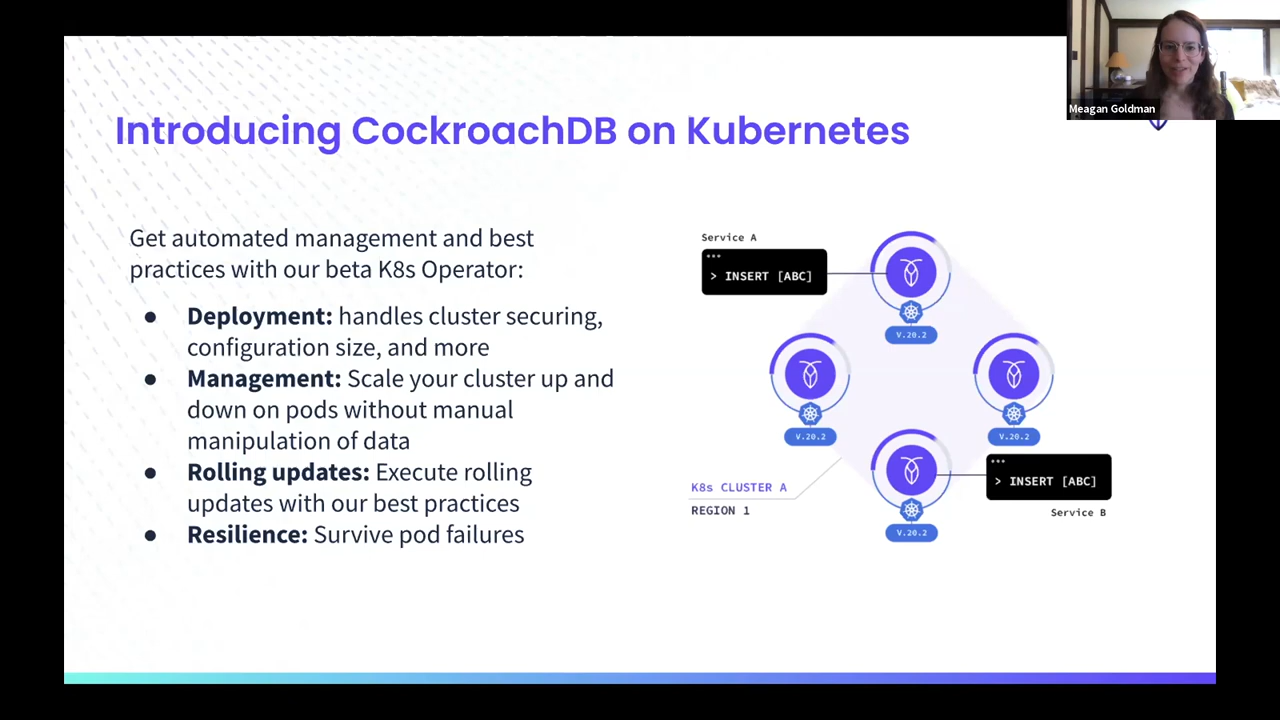 Meagan Goldman
Introducing CockroachDB on Kubernetes
Get automated management and best
practices with our beta K8s Operator:
● Deployment: handles cluster securing,
configuration size, and more
● Management: Scale your cluster up and
down on pods without manual
manipulation of data
● Rolling updates: Execute rolling
updates with our best practices
● Resilience: Survive pod failures
Service A
> INSERT [ABC]
V.20.2
V.20.2
V.20.2
> INSERT [ABC]
Service B
K8s CLUSTER A
REGION 1
V.20.2